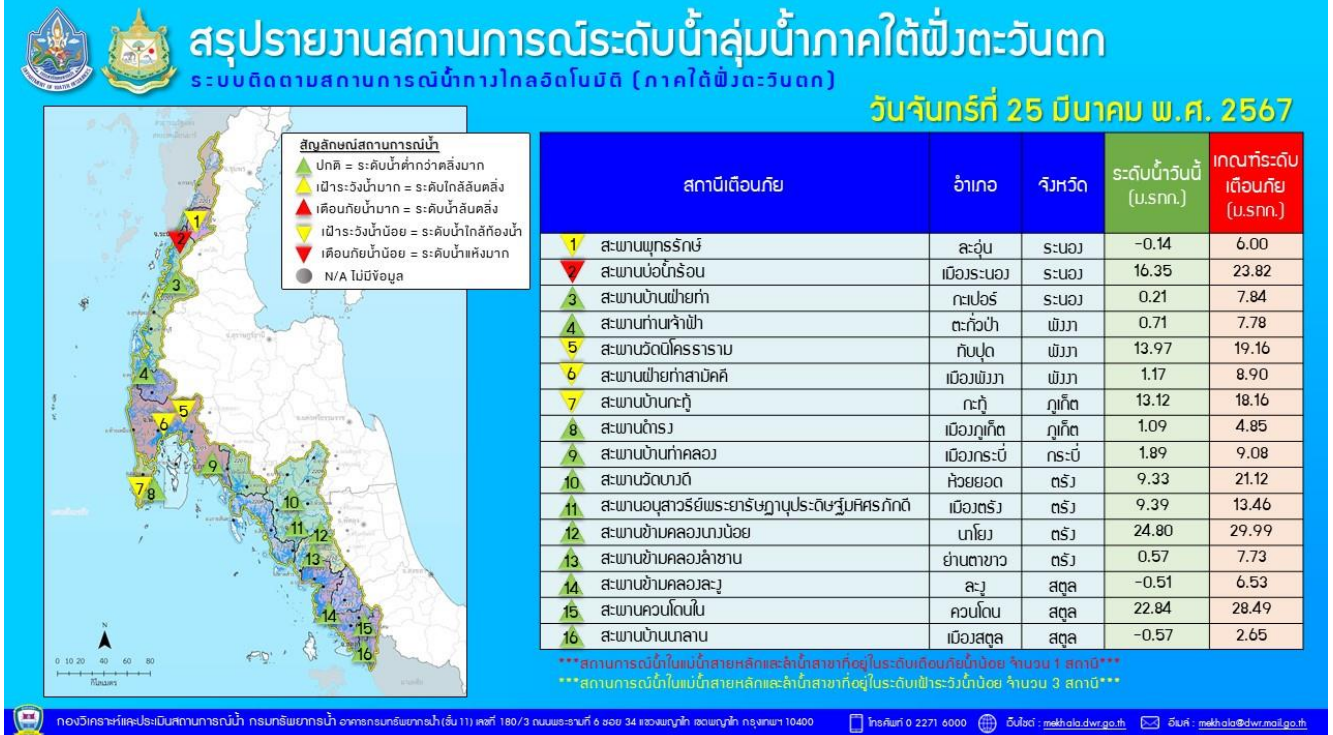 สรุปรายงานสถานการณ์ระดับน้ำลุ่มน้ำภาคใต้ฝั่งตะวันตก
ระบบติดตามสถานการณ์น้ำทางไกลอัตโนมัติ (ภาคใต้ฝั่งตะวันตก)
วันจันทร์ที่ 25 มีนาคม พ.ศ. 2567
สัญลักษณ์สถานการณ์น้ำ
ปกติ = ระดับน้ำต่ำกว่าตลิ่งมาก
เฝ้าระวังน้ำมาก = ระดับใกล้ล้นตลิ่ง
เตือนภัยน้ำมาก = ระดับน้ำล้นตลิ่ง
เฝ้าระวังน้ำน้อย = ระดับน้ำใกล้ท้องน้ำ
เตือนภัยน้ำน้อย = ระดับน้ำแห้งมาก
N/A ไม่มีข้อมูล
1
2
3
4
5
6
7
8
9
10
11
12
13
14
15
16
N
0 10 20 40 60 80
กิโลเมตร
สถานีเตือนภัย อำเภอ จังหวัด ระดับน้ำวันนี้ (ม.รทก.) เกณฑ์ระดับเตือนภัย (ม.รทก.)
1 สะพานพุทธรักษ์ ละอุ่น ระนอง -0.14 6.00
2 สะพานบ่อน้ำร้อน เมืองระนอง ระนอง 16.35 23.82
3 สะพานบ้านฝ่ายท่า กะเปอร์ ระนอง 0.21 7.84
4 สะพานท่านเจ้าฟ้า ตะกั่วป่า พังงา 0.71 7.78
5 สะพานวัดนิโครธาราม ทับปุด พังงา 13.97 19.16
6 สะพานฝ่ายท่าสามัคคี เมืองพังงา พังงา 1.17 8.90
7 สะพานบ้านกะทู้ กะทู้ ภูเก็ต 13.12 18.16
8 สะพานดำรง เมืองภูเก็ต ภูเก็ต 1.09 4.85
9 สะพานบ้านท่าคลอง เมืองกระบี่ กระบี่ 1.89 9.08
10 สะพานวัดบางดี ห้วยยอด ตรัง 9.33 21.12
11 สะพานอนุสาวรีย์พระยารัษฎานุประดิษฐ์มหิศรภักดี เมืองตรัง ตรัง 9.39 13.46
12 สะพานข้ามคลองนางน้อย นาโยง ตรัง 24.80 29.99
13 สะพานข้ามคลองลำชาน ย่านตาขาว ตรัง 0.57 7.73
14 สะพานข้ามคลองละงู ละงู สตูล -0.51 6.53
15 สะพานควนโดนใน ควนโดน สตูล 22.84 28.49
16 สะพานบ้านนาลาน เมืองสตูล สตูล -0.57 2.65
***สถานการณ์น้ำในแม่น้ำสายหลักและลำน้ำสาขาที่อยู่ในระดับเตือนภัยน้ำน้อย จำนวน 1 สถานี***
***สถานการณ์น้ำในแม่น้ำสายหลักและลำน้ำสาขาที่อยู่ในระดับเฝ้าระวังน้ำน้อย จำนวน 3 สถานี***
กองวิเคราะห์และประเมินสถานการณ์น้ำ กรมทรัพยากรน้ำ อาคารกรมทรัพยากรน้ำ (ชั้น 11) เลขที่ 180/3 ถนนพระรามที่ 6 ซอย 34 แขวงพญาไท เขตพญาไท กรุงเทพฯ 10400 โทรศัพท์ 0 2271 6000 เว็บไซต์ : mekhala.dwr.go.th อีเมล์ : mekhala@dwr.mail.go.th